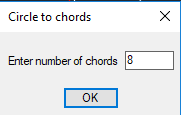 Circle to chords
Enter number of chords 8
OK